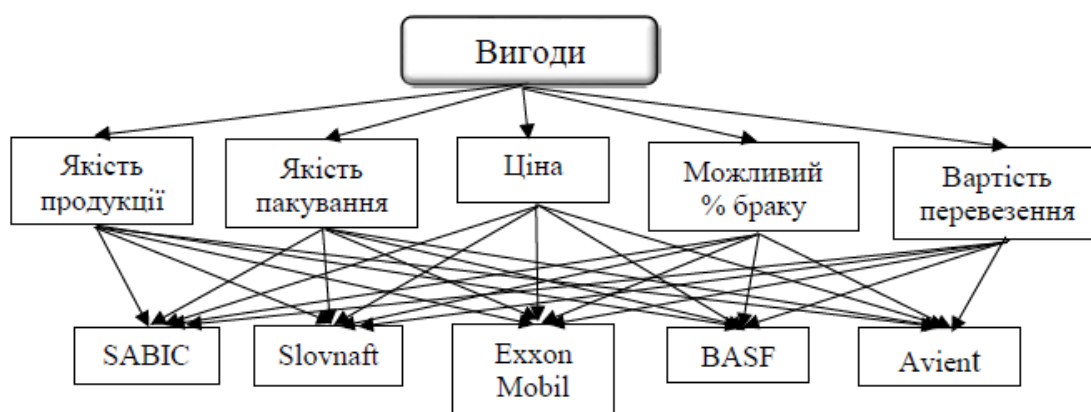 Вигоди
Якість
продукції
Якість
пакування
Ціна
Можливий
% браку
Вартість
перевезення
SABIC
Slovnaft
Exxon
Mobil
BASF
Avient